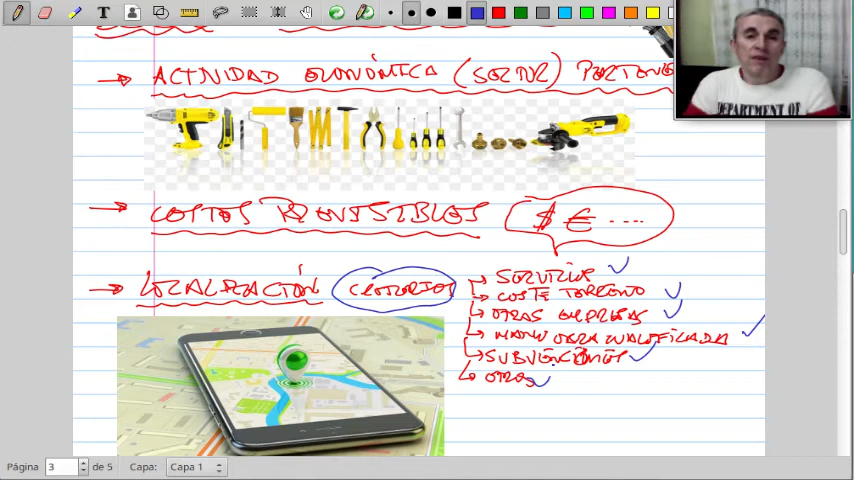 ACTIVIDAD ECONÓMICA (SECTOR) PERTENEC
COSTOS PREVISIBLES
$ € ....
LOCALIZACIÓN
CRITERIOS
SERVICIOS
COSTE TERRENO
OTRAS EMPRESAS
MANO OBRA CUALIFICADA
SUBVENCIONES
OTROS
DEPARTMENT OF
Página 3 de 5 Capa: Capa 1